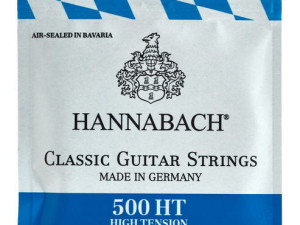 AIR-SEALED IN BAVARIA
HANNABACH®
CLASSIC GUITAR STRINGS
MADE IN GERMANY
500 HT
HIGH TENSION